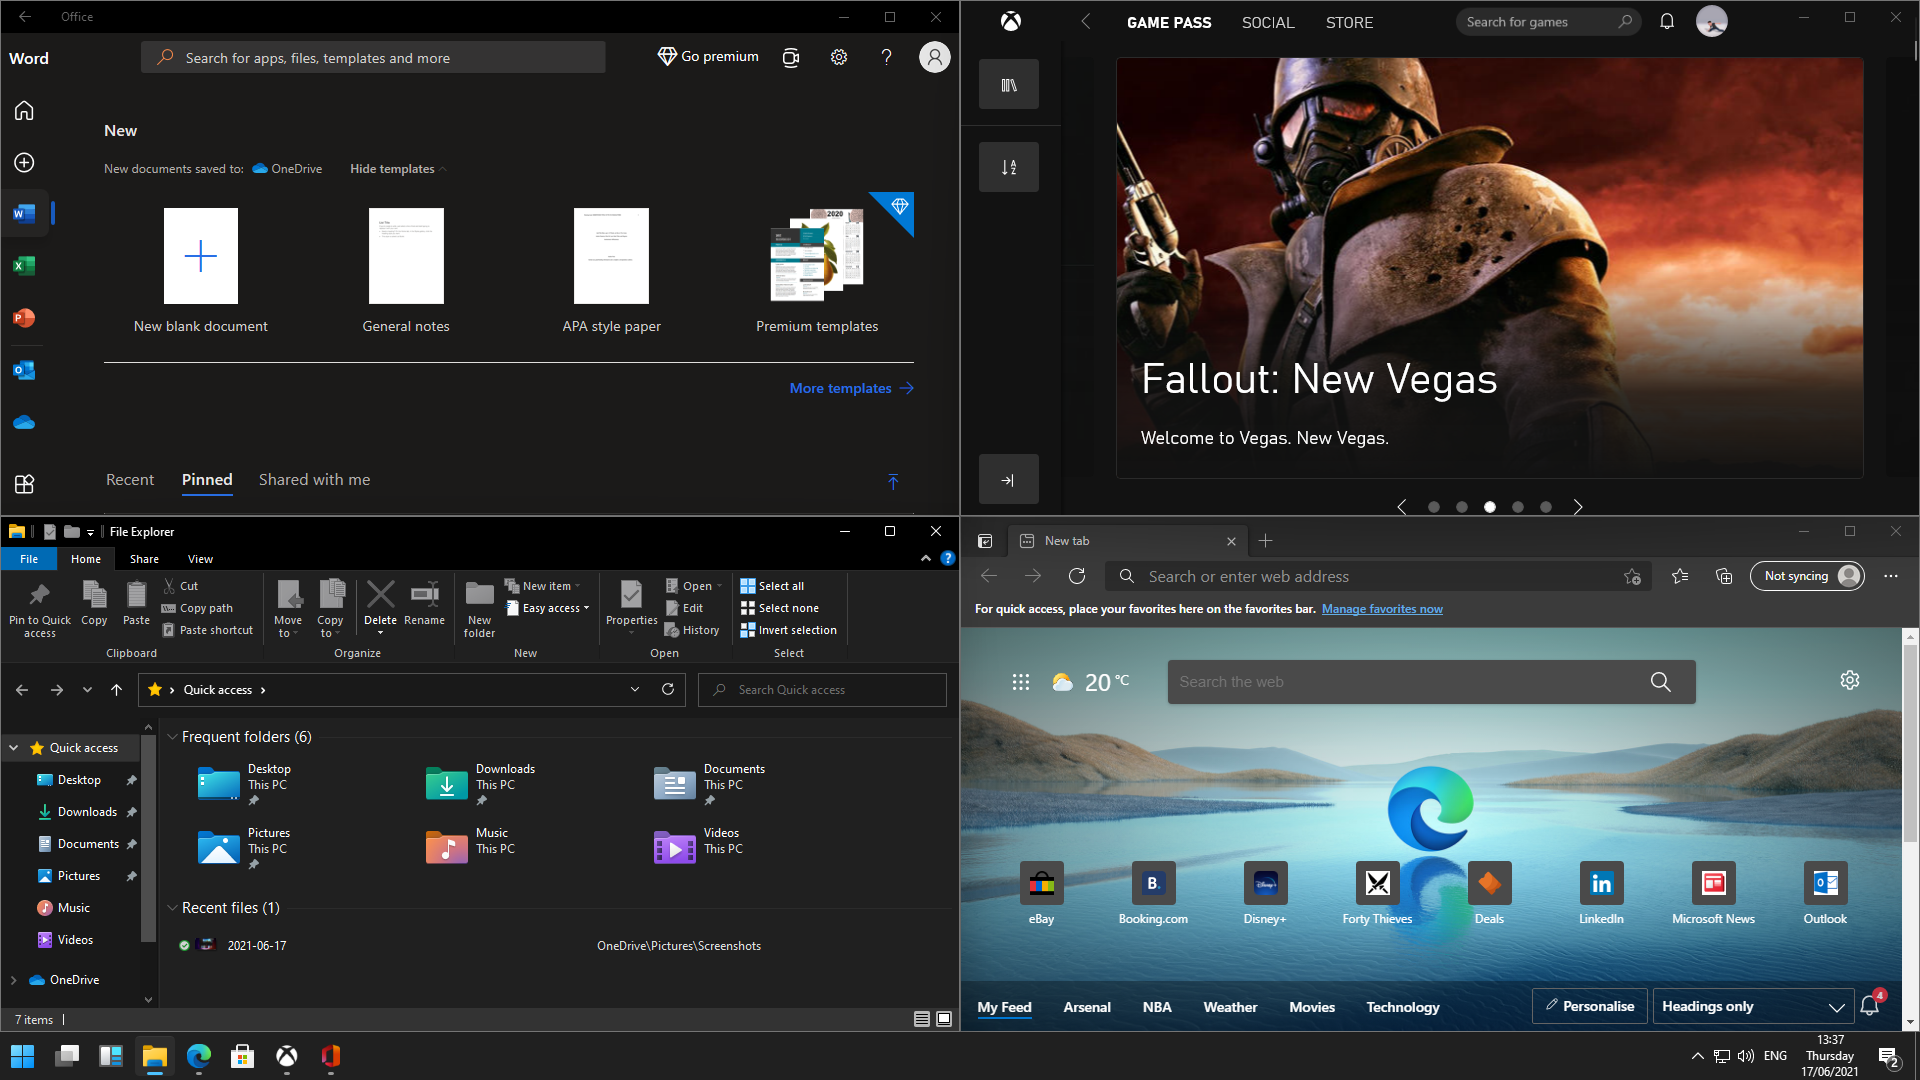 Office
Word
Search for apps, files, templates and more
Go premium
New
New documents saved to: OneDrive Hide templates
2020
New blank document
General notes
APA style paper
Premium templates
More templates
Recent
Pinned
Shared with me
GAME PASS
SOCIAL
STORE
Search for games
Fallout: New Vegas
Welcome to Vegas. New Vegas.
File Explorer
File
Home
Share
View
Pin to Quick access
Copy
Paste
Cut
Copy path
Paste shortcut
Clipboard
Move to
Copy to
Delete
Rename
Organize
New folder
New item
Easy access
New
Properties
Open
Edit
History
Open
Select all
Select none
Invert selection
Select
Quick access
Search Quick access
Quick access
Desktop
Downloads
Documents
Pictures
Music
Videos
OneDrive
Frequent folders (6)
Desktop
This PC
Downloads
This PC
Documents
This PC
Pictures
This PC
Music
This PC
Videos
This PC
Recent files (1)
2021-06-17
OneDrive\Pictures\Screenshots
7 items
New tab
Search or enter web address
Not syncing
For quick access, place your favorites here on the favorites bar. Manage favorites now
20 °C
Search the web
eBay
B.
Booking.com
Disney+
Disney+
Forty Thieves
Deals
in
LinkedIn
Microsoft News
Outlook
My Feed
Arsenal
NBA
Weather
Movies
Technology
Personalise
Headings only
4
ENG
13:37
Thursday
17/06/2021
2